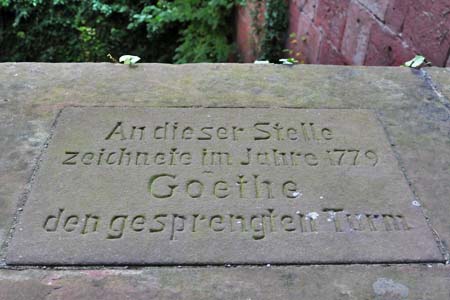 An dieser Stelle
zeichnete im Jahre 1779
Goethe
den gesprengten Turm